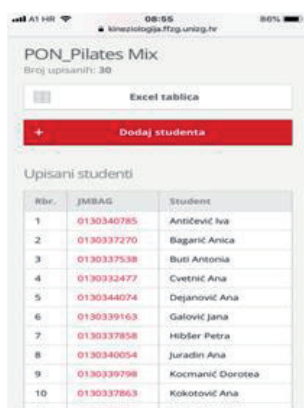 A1 HR 08:55 80%
kineziologija.ffzg.unizg.hr
PON_Pilates Mix
Broj upisanih: 30
Excel tablica
+ Dodaj studenta
Upisani studenti
Rbr. JMBAG Student
1 0130340785 Antičević Iva
2 0130337270 Bagarić Anica
3 0130337538 Buti Antonia
4 0130332477 Cvetnić Ana
5 0130344074 Dejanović Ana
6 0130339163 Galović Jana
7 0130337858 Hibšer Petra
8 0130340054 Juradin Ana
9 0130339798 Kocmanić Dorotea
10 0130337863 Kokotović Ana